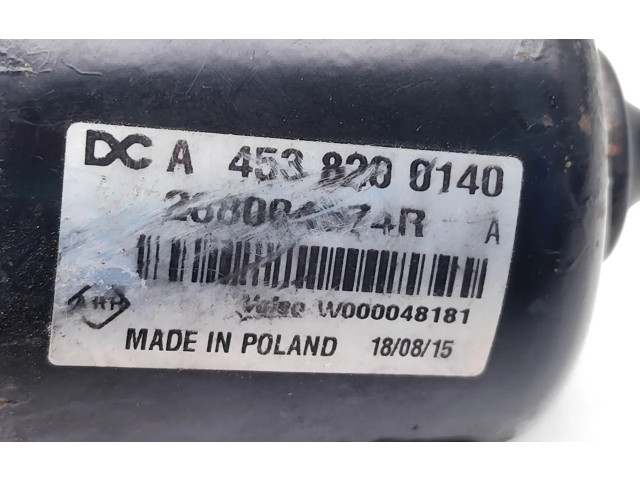 DC A 453 820 0140
A
Valeo W000048181
MADE IN POLAND 18/08/15